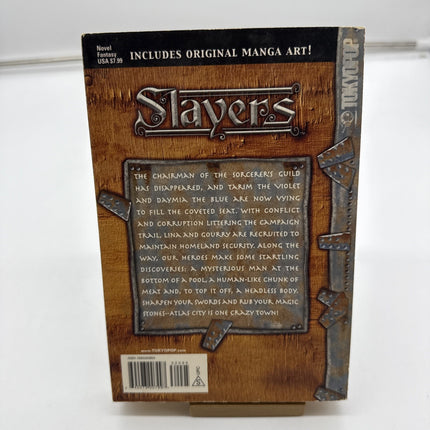 Novel
Fantasy
USA $7.99
INCLUDES ORIGINAL MANGA ART!
TOKYOPOP
Slayers
THE CHAIRMAN OF THE SORCERER'S GUILD
HAS DISAPPEARED, AND TARIM THE VIOLET
AND DAYMIA THE BLUE ARE NOW VYING
TO FILL THE COVETED SEAT. WITH CONFLICT
AND CORRUPTION LITTERING THE CAMPAIGN
TRAIL, LINA AND GOURRY ARE RECRUITED TO
MAINTAIN HOMELAND SECURITY. ALONG THE
WAY, OUR HEROES MAKE SOME STARTLING
DISCOVERIES: A MYSTERIOUS MAN AT THE
BOTTOM OF A POOL, A HUMAN-LIKE CHUNK OF
MEAT AND, TO TOP IT OFF, A HEADLESS BODY.
SHARPEN YOUR SWORDS AND RUB YOUR MAGIC
STONES–ATLAS CITY IS ONE CRAZY TOWN!
www.TOKYOPOP.com